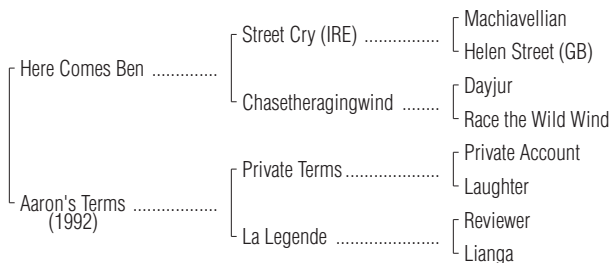 Machiavellian
Street Cry (IRE) .................
Helen Street (GB)
Here Comes Ben ..............
Dayjur
Chasetheragingwind ........
Race the Wild Wind
Private Account
Private Terms.....................
Laughter
Aaron's Terms ..................
(1992)
Reviewer
La Legende .......................
Lianga